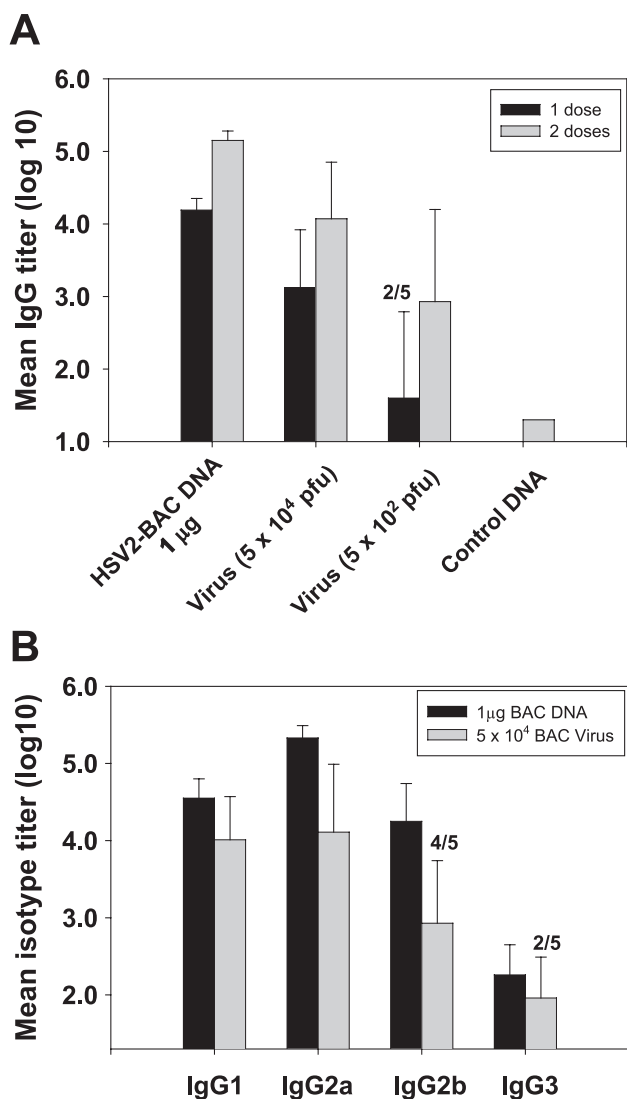 A
Mean IgG titer (log 10)
6.0
5.0
4.0
3.0
2.0
1.0
1 dose
2 doses
2/5
HSV2-BAC DNA
1 μg
Virus (5 x 10⁴ pfu)
Virus (5 x 10² pfu)
Control DNA
B
Mean isotype titer (log10)
6.0
5.0
4.0
3.0
2.0
1μg BAC DNA
5 x 10⁴ BAC Virus
4/5
2/5
IgG1
IgG2a
IgG2b
IgG3